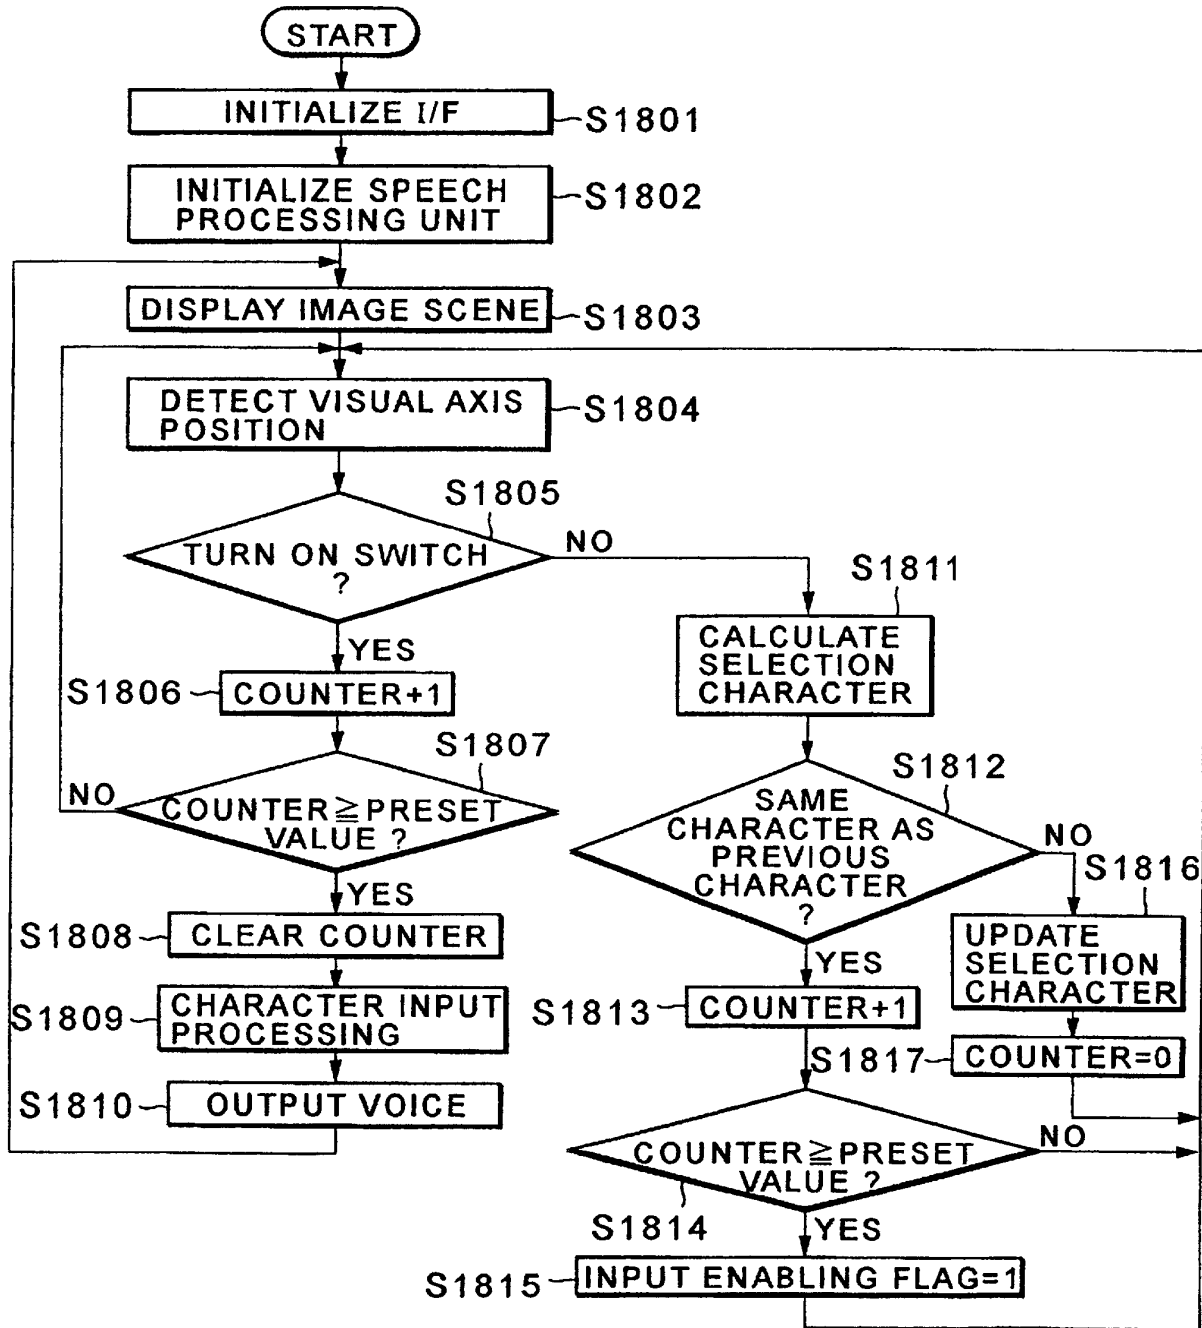 START
INITIALIZE I/F
S1801
INITIALIZE SPEECH
PROCESSING UNIT
S1802
DISPLAY IMAGE SCENE
S1803
DETECT VISUAL AXIS
POSITION
S1804
S1805
TURN ON SWITCH
?
NO
YES
S1806
COUNTER+1
S1807
COUNTER≧PRESET
VALUE ?
NO
YES
S1808
CLEAR COUNTER
S1809
CHARACTER INPUT
PROCESSING
S1810
OUTPUT VOICE
S1811
CALCULATE
SELECTION
CHARACTER
S1812
SAME
CHARACTER AS
PREVIOUS
CHARACTER
?
NO
YES
S1816
UPDATE
SELECTION
CHARACTER
S1813
COUNTER+1
S1817
COUNTER=0
COUNTER≧PRESET
VALUE ?
NO
S1814
YES
S1815
INPUT ENABLING FLAG=1